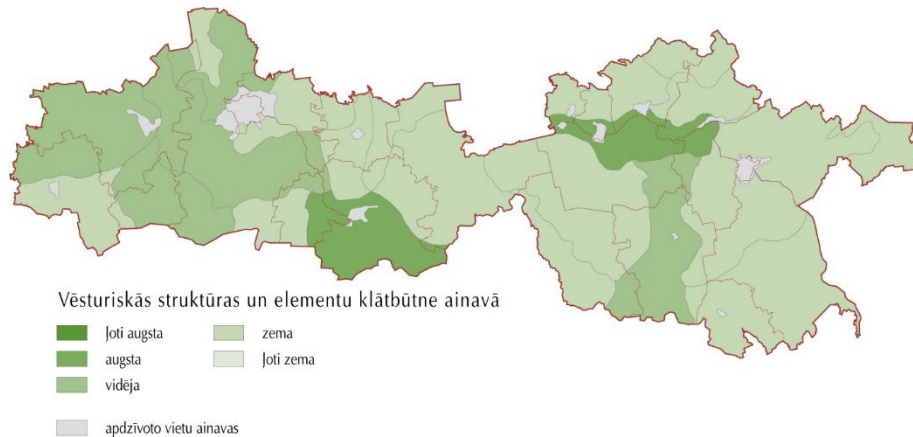 Vēsturiskās struktūras un elementu klātbūtne ainavā
ļoti augsta
augsta
vidēja
zema
ļoti zema
apdzīvoto vietu ainavas